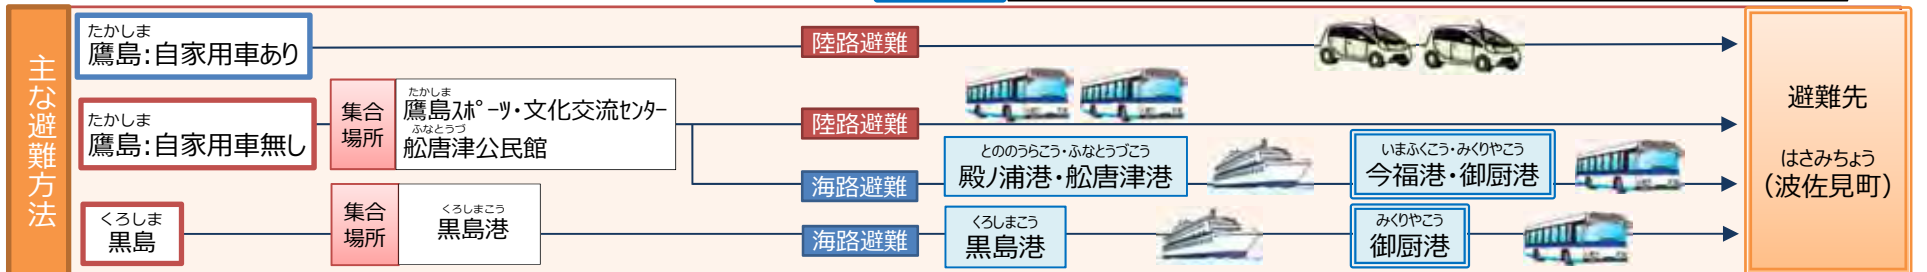 主な避難方法
たかしま
鷹島:自家用車あり
陸路避難
たかしま
鷹島:自家用車無し
集合
場所
たかしま
鷹島ｽﾎﾟｰﾂ・文化交流ｾﾝﾀｰ
ふなとうづ
舩唐津公民館
陸路避難
海路避難
とののうらこう・ふなとうづこう
殿ノ浦港・舩唐津港
いまふくこう・みくりやこう
今福港・御厨港
くろしま
黒島
集合
場所
くろしまこう
黒島港
海路避難
くろしまこう
黒島港
みくりやこう
御厨港
避難先
はさみちょう
(波佐見町)